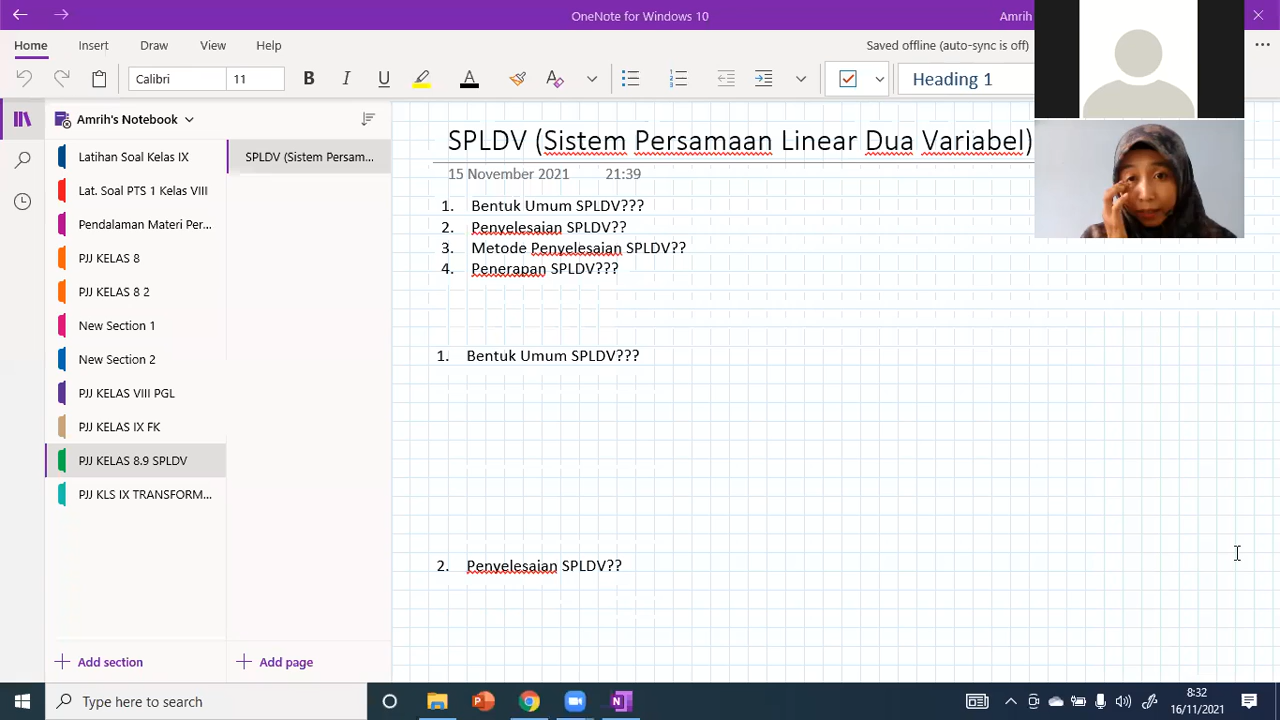 OneNote for Windows 10
Amrih
Home Insert Draw View Help
Saved offline (auto-sync is off)
Calibri 11 B I U A A Heading 1
Amrih's Notebook
Latihan Soal Kelas IX
Lat. Soal PTS 1 Kelas VIII
Pendalaman Materi Per...
PJJ KELAS 8
PJJ KELAS 8 2
New Section 1
New Section 2
PJJ KELAS VIII PGL
PJJ KELAS IX FK
PJJ KELAS 8.9 SPLDV
PJJ KLS IX TRANSFORM...
Add section
SPLDV (Sistem Persam...
Add page
SPLDV (Sistem Persamaan Linear Dua Variabel)
15 November 2021 21:39
1. Bentuk Umum SPLDV???
2. Penyelesaian SPLDV??
3. Metode Penyelesaian SPLDV??
4. Penerapan SPLDV???
1. Bentuk Umum SPLDV???
2. Penyelesaian SPLDV??
Type here to search
8:32
16/11/2021